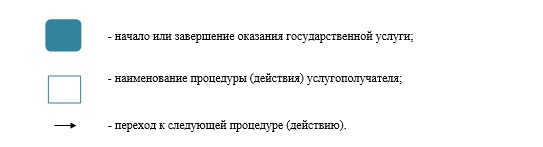 - начало или завершение оказания государственной услуги;
- наименование процедуры (действия) услугополучателя;
- переход к следующей процедуре (действию).